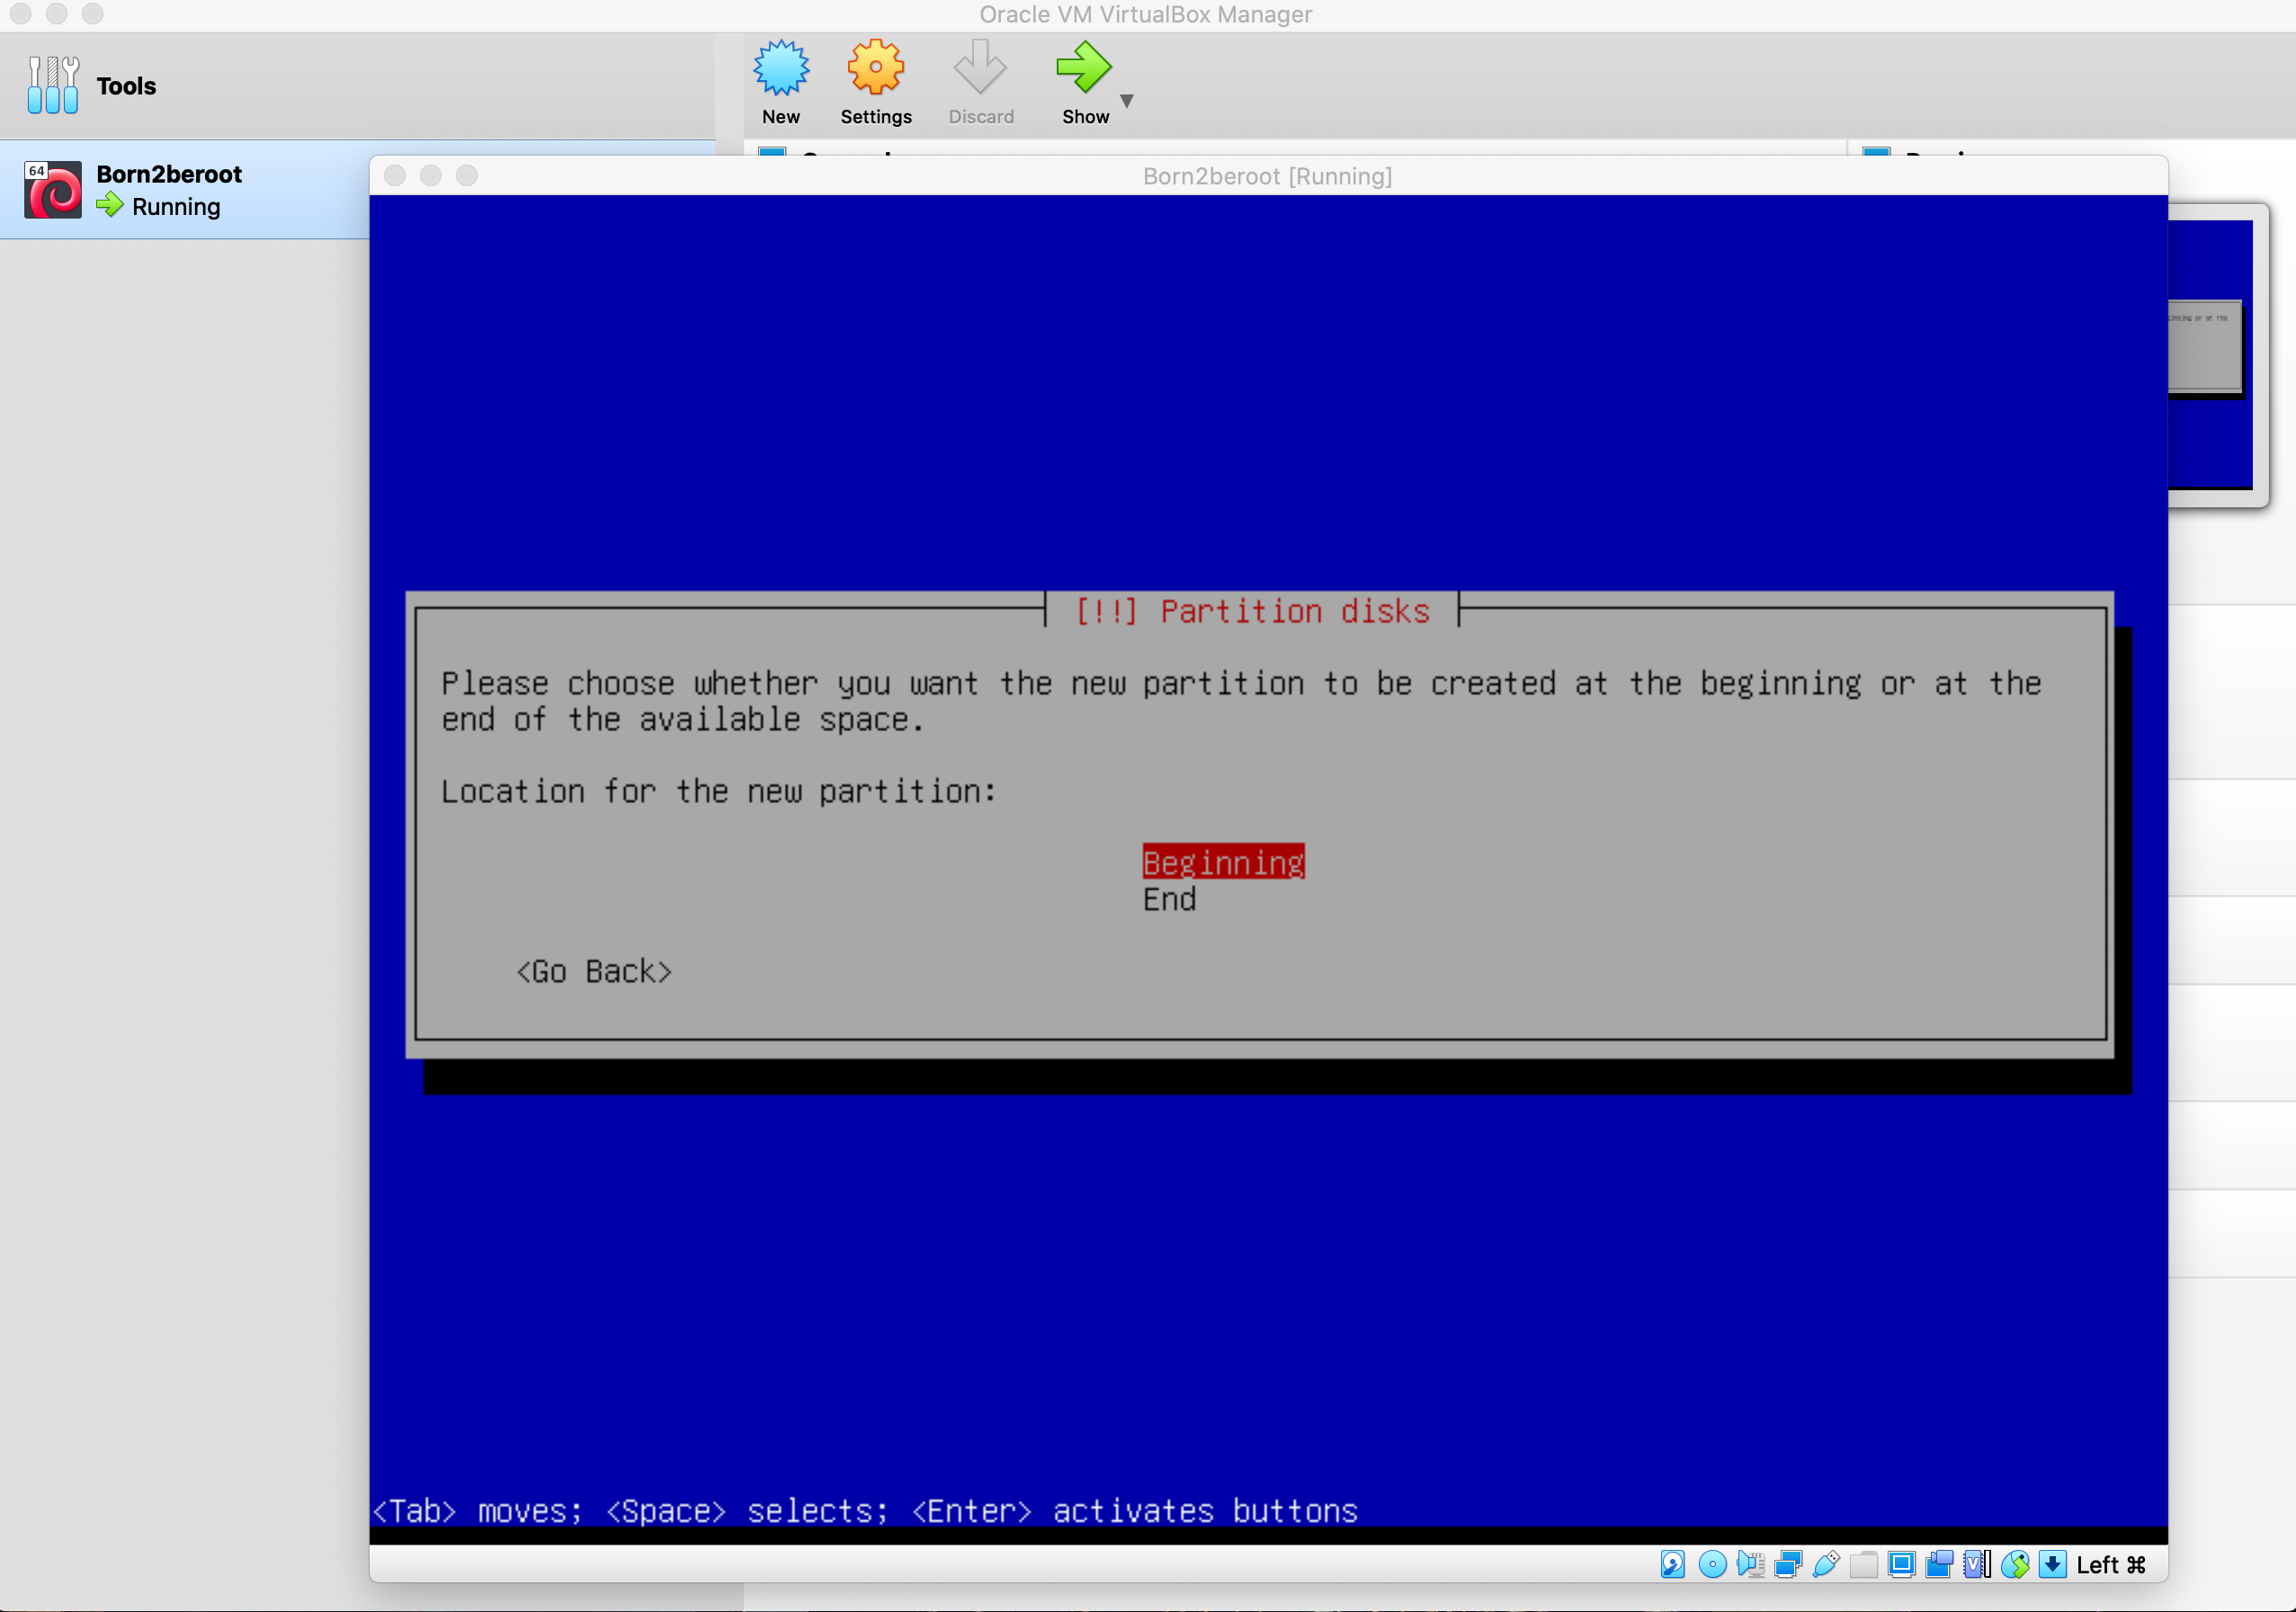 Oracle VM VirtualBox Manager
Tools
New
Settings
Discard
Show
64
Born2beroot
Running
Born2beroot [Running]
[!!] Partition disks
Please choose whether you want the new partition to be created at the beginning or at the
end of the available space.
Location for the new partition:
Beginning
End
<Go Back>
<Tab> moves; <Space> selects; <Enter> activates buttons
Left ⌘